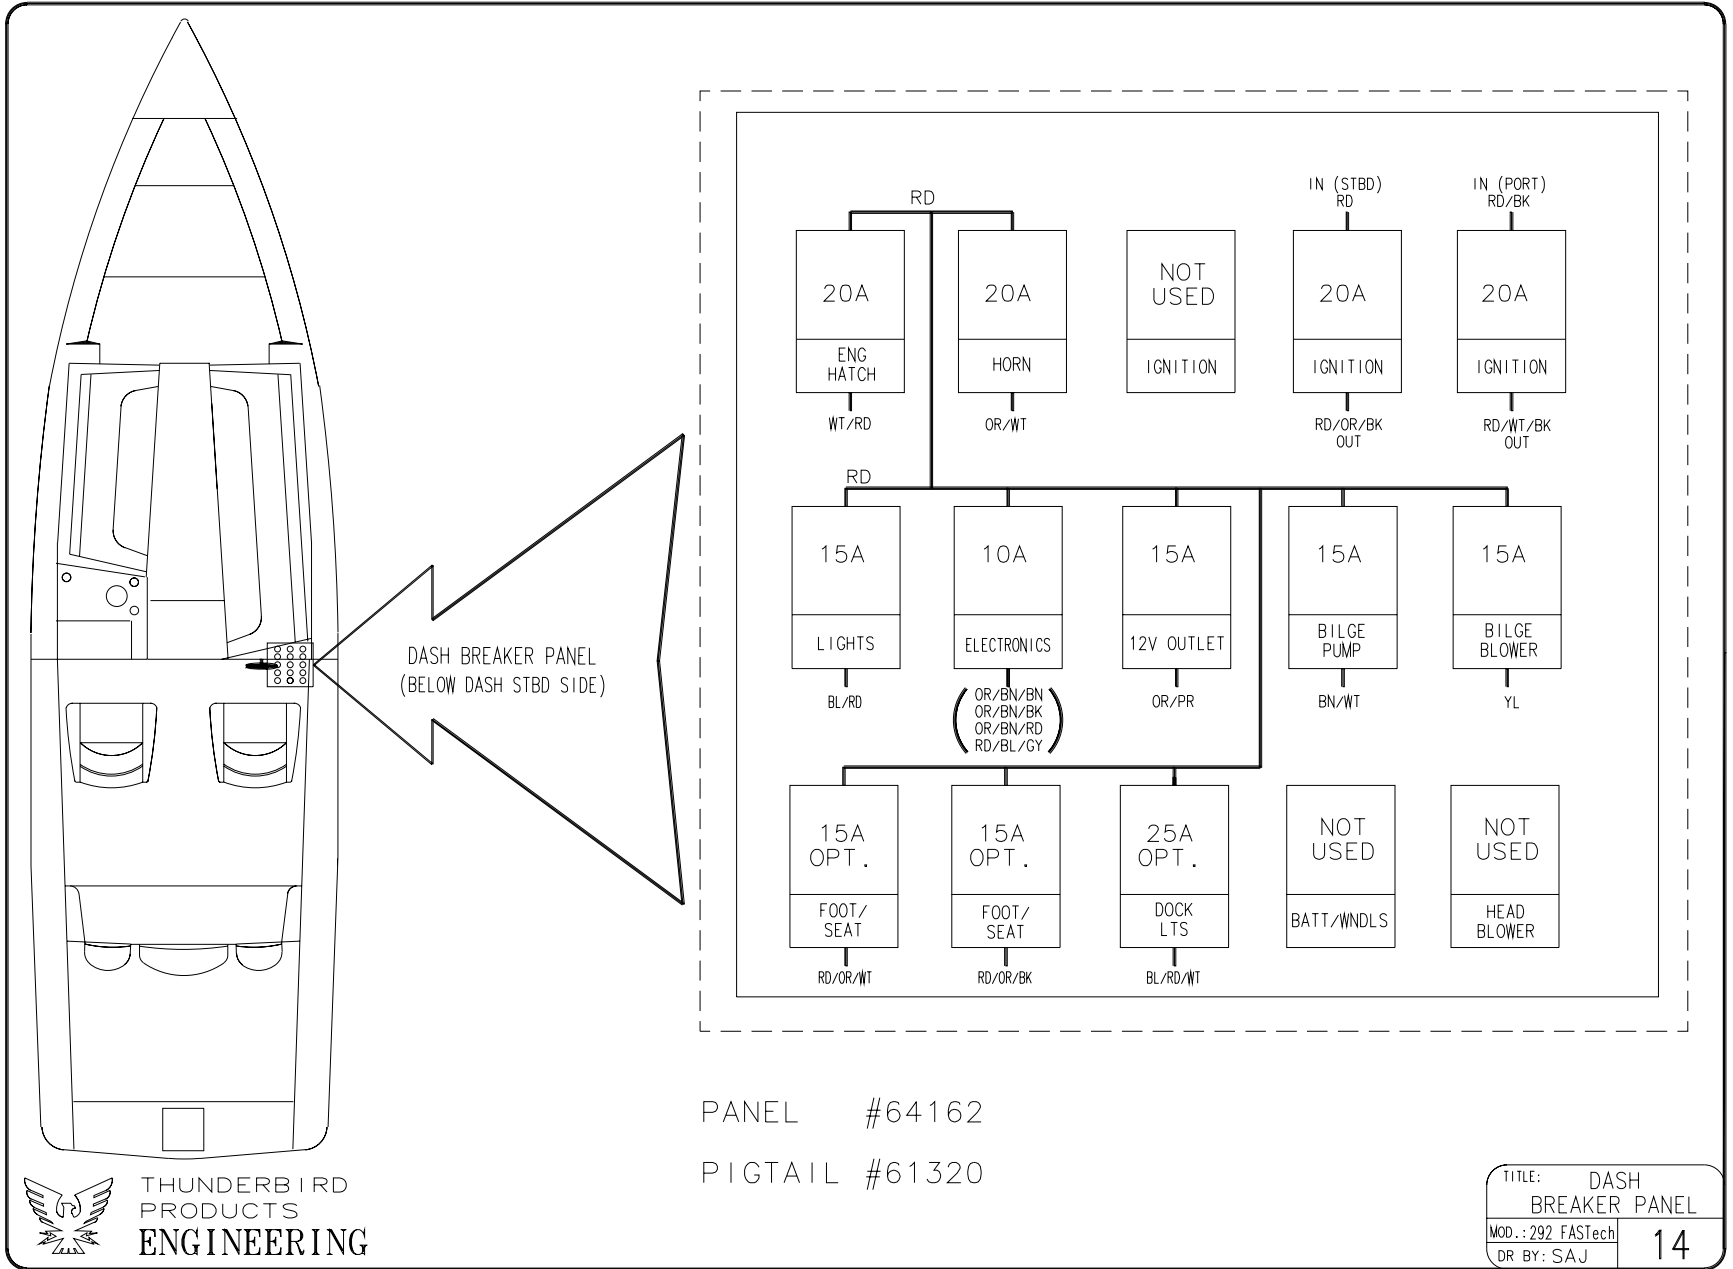 RD
IN (STBD)
RD
IN (PORT)
RD/BK
20A
ENG
HATCH
WT/RD
20A
HORN
OR/WT
NOT
USED
IGNITION
20A
IGNITION
RD/OR/BK
OUT
20A
IGNITION
RD/WT/BK
OUT
RD
15A
LIGHTS
BL/RD
10A
ELECTRONICS
OR/BN/BN
OR/BN/BK
OR/BN/RD
RD/BL/GY
15A
12V OUTLET
OR/PR
15A
BILGE
PUMP
BN/WT
15A
BILGE
BLOWER
YL
15A
OPT.
FOOT/
SEAT
RD/OR/WT
15A
OPT.
FOOT/
SEAT
RD/OR/BK
25A
OPT.
DOCK
LTS
BL/RD/WT
NOT
USED
BATT/WNDLS
NOT
USED
HEAD
BLOWER
DASH BREAKER PANEL
(BELOW DASH STBD SIDE)
PANEL #64162
PIGTAIL #61320
THUNDERBIRD
PRODUCTS
ENGINEERING
TITLE: DASH
BREAKER PANEL
MOD.:292 FASTech
DR BY: SAJ
14